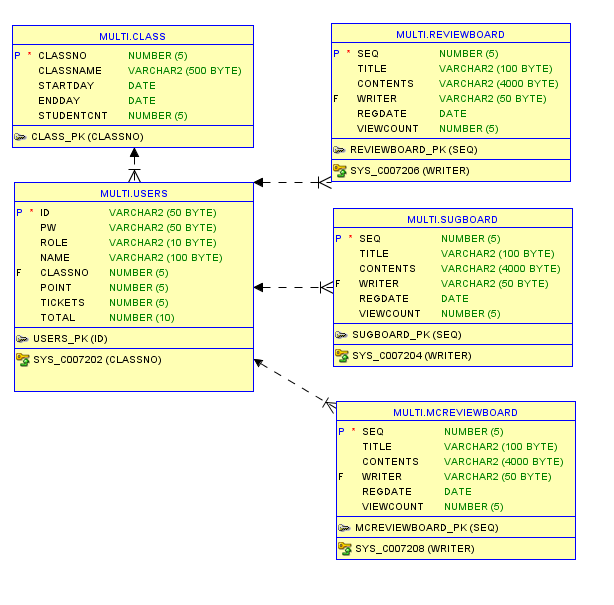 MULTI.CLASS
P * CLASSNO NUMBER (5)
CLASSNAME VARCHAR2 (500 BYTE)
STARTDAY DATE
ENDDAY DATE
STUDENTCNT NUMBER (5)
CLASS_PK (CLASSNO)
MULTI.USERS
P * ID VARCHAR2 (50 BYTE)
PW VARCHAR2 (50 BYTE)
ROLE VARCHAR2 (10 BYTE)
NAME VARCHAR2 (100 BYTE)
F CLASSNO NUMBER (5)
POINT NUMBER (5)
TICKETS NUMBER (5)
TOTAL NUMBER (10)
USERS_PK (ID)
SYS_C007202 (CLASSNO)
MULTI.REVIEWBOARD
P * SEQ NUMBER (5)
TITLE VARCHAR2 (100 BYTE)
CONTENTS VARCHAR2 (4000 BYTE)
F WRITER VARCHAR2 (50 BYTE)
REGDATE DATE
VIEWCOUNT NUMBER (5)
REVIEWBOARD_PK (SEQ)
SYS_C007206 (WRITER)
MULTI.SUGBOARD
P * SEQ NUMBER (5)
TITLE VARCHAR2 (100 BYTE)
CONTENTS VARCHAR2 (4000 BYTE)
F WRITER VARCHAR2 (50 BYTE)
REGDATE DATE
VIEWCOUNT NUMBER (5)
SUGBOARD_PK (SEQ)
SYS_C007204 (WRITER)
MULTI.MCREVIEWBOARD
P * SEQ NUMBER (5)
TITLE VARCHAR2 (100 BYTE)
CONTENTS VARCHAR2 (4000 BYTE)
F WRITER VARCHAR2 (50 BYTE)
REGDATE DATE
VIEWCOUNT NUMBER (5)
MCREVIEWBOARD_PK (SEQ)
SYS_C007208 (WRITER)